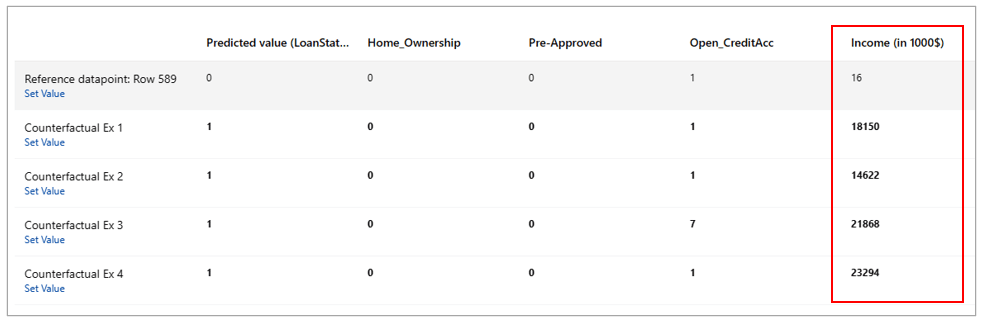 Predicted value (LoanStat... Home_Ownership Pre-Approved Open_CreditAcc Income (in 1000$)
Reference datapoint: Row 589 0 0 0 1 16
Set Value
Counterfactual Ex 1 1 0 0 1 18150
Set Value
Counterfactual Ex 2 1 0 0 1 14622
Set Value
Counterfactual Ex 3 1 0 0 7 21868
Set Value
Counterfactual Ex 4 1 0 0 1 23294
Set Value